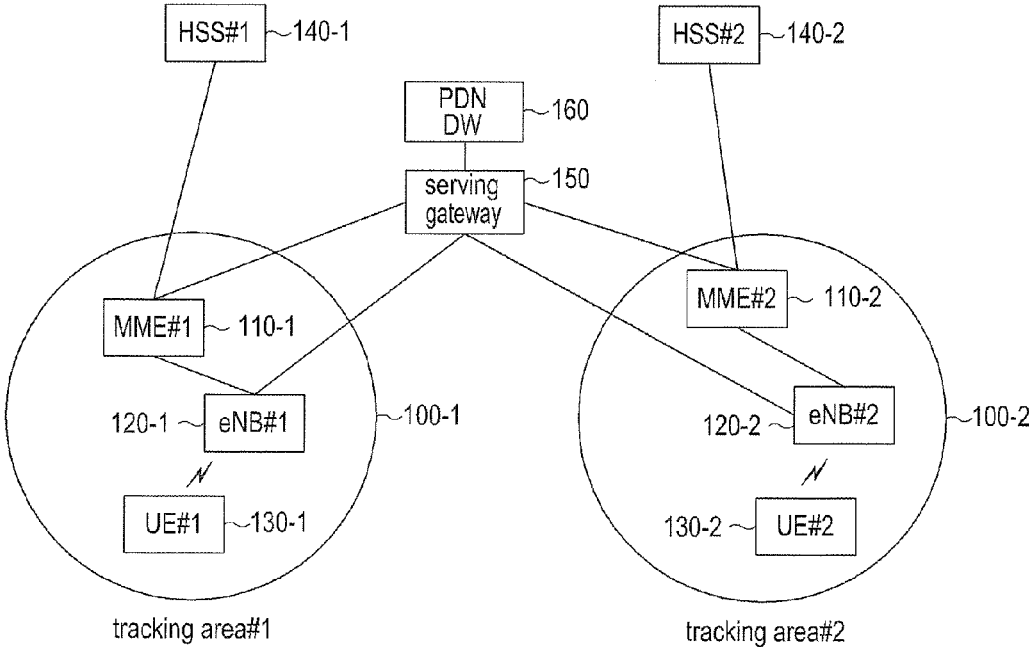 HSS#1
140-1
HSS#2
140-2
PDN
DW
160
serving
gateway
150
MME#1
110-1
MME#2
110-2
120-1
eNB#1
100-1
120-2
eNB#2
100-2
UE#1
130-1
130-2
UE#2
tracking area#1
tracking area#2